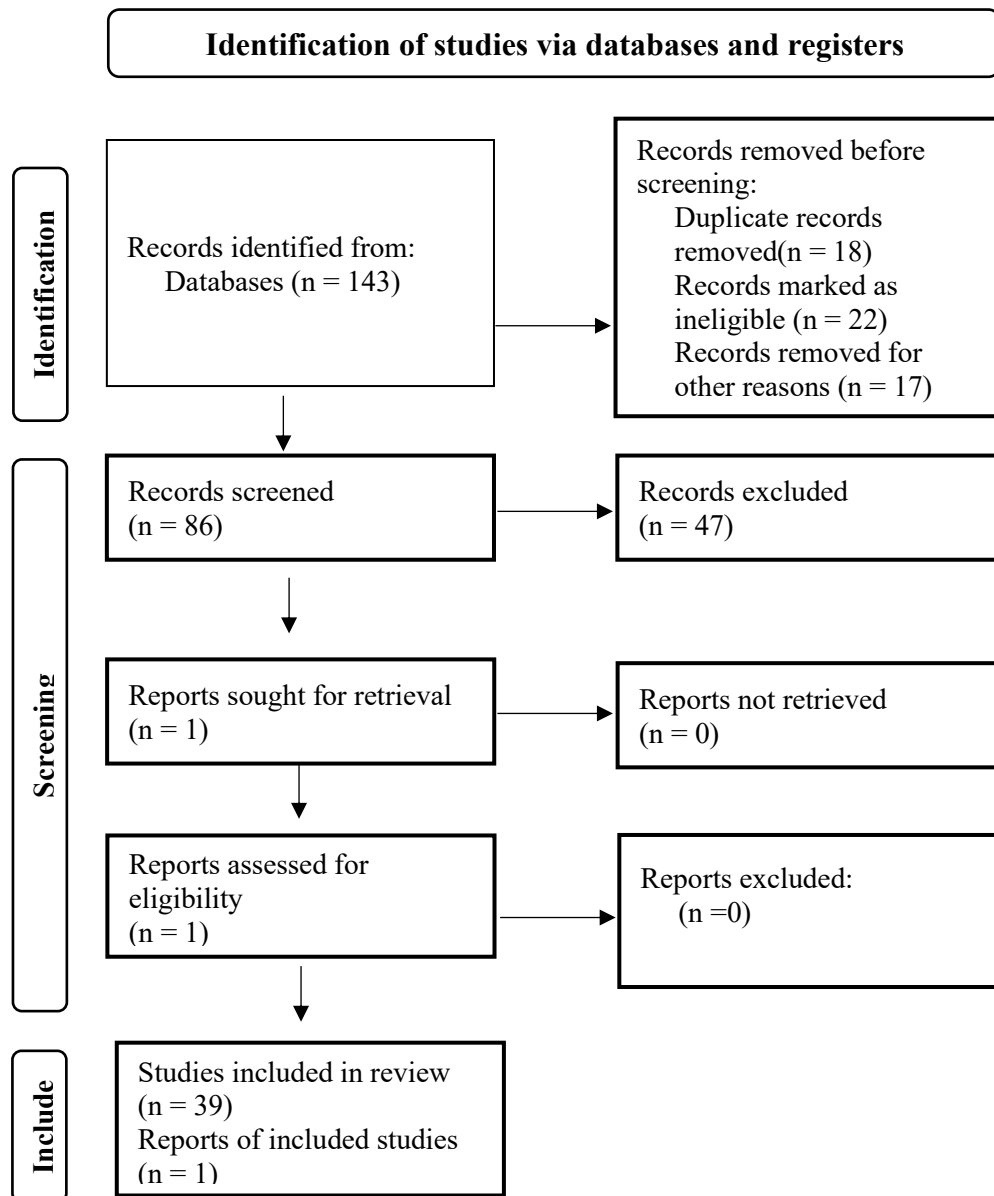 Identification of studies via databases and registers
Identification
Records identified from:
Databases (n = 143)
Records removed before
screening:
Duplicate records
removed(n = 18)
Records marked as
ineligible (n = 22)
Records removed for
other reasons (n = 17)
Screening
Records screened
(n = 86)
Records excluded
(n = 47)
Reports sought for retrieval
(n = 1)
Reports not retrieved
(n = 0)
Reports assessed for
eligibility
(n = 1)
Reports excluded:
(n =0)
Include
Studies included in review
(n = 39)
Reports of included studies
(n = 1)